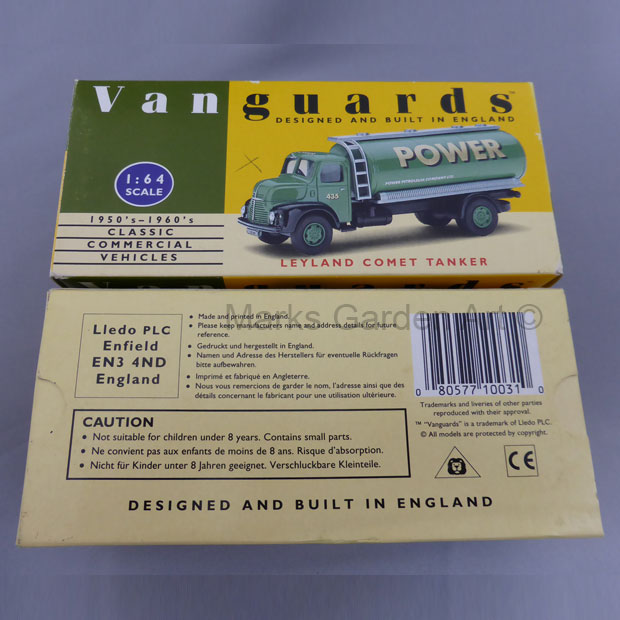 Vanguards™
DESIGNED AND BUILT IN ENGLAND
1:64
SCALE
POWER
435
1950's–1960's
CLASSIC
COMMERCIAL
VEHICLES
LEYLAND COMET TANKER
Vanguards
Marks Garden Art ©
Lledo PLC
Enfield
EN3 4ND
England
• Made and printed in England.
• Please keep manufacturers name and address details for future
reference.
• Gedruckt und hergestellt in England.
• Namen und Adresse des Herstellers für eventuelle Rückfragen
bitte aufbewahren.
• Imprimé et fabriqué en Angleterre.
• Nous vous remercions de garder le nom, l'adresse ainsi que des
détails concernant le fabricant pour une utilisation ultérieure.
0 80577 10031 0
Trademarks and liveries of other parties
reproduced with their approval.
™ "Vanguards" is a trademark of Lledo PLC.
© All models are protected by copyright.
CAUTION
• Not suitable for children under 8 years. Contains small parts.
• Ne convient pas aux enfants de moins de 8 ans. Risque d'absorption.
• Nicht für Kinder unter 8 Jahren geeignet. Verschluckbare Kleinteile.
CE
DESIGNED AND BUILT IN ENGLAND